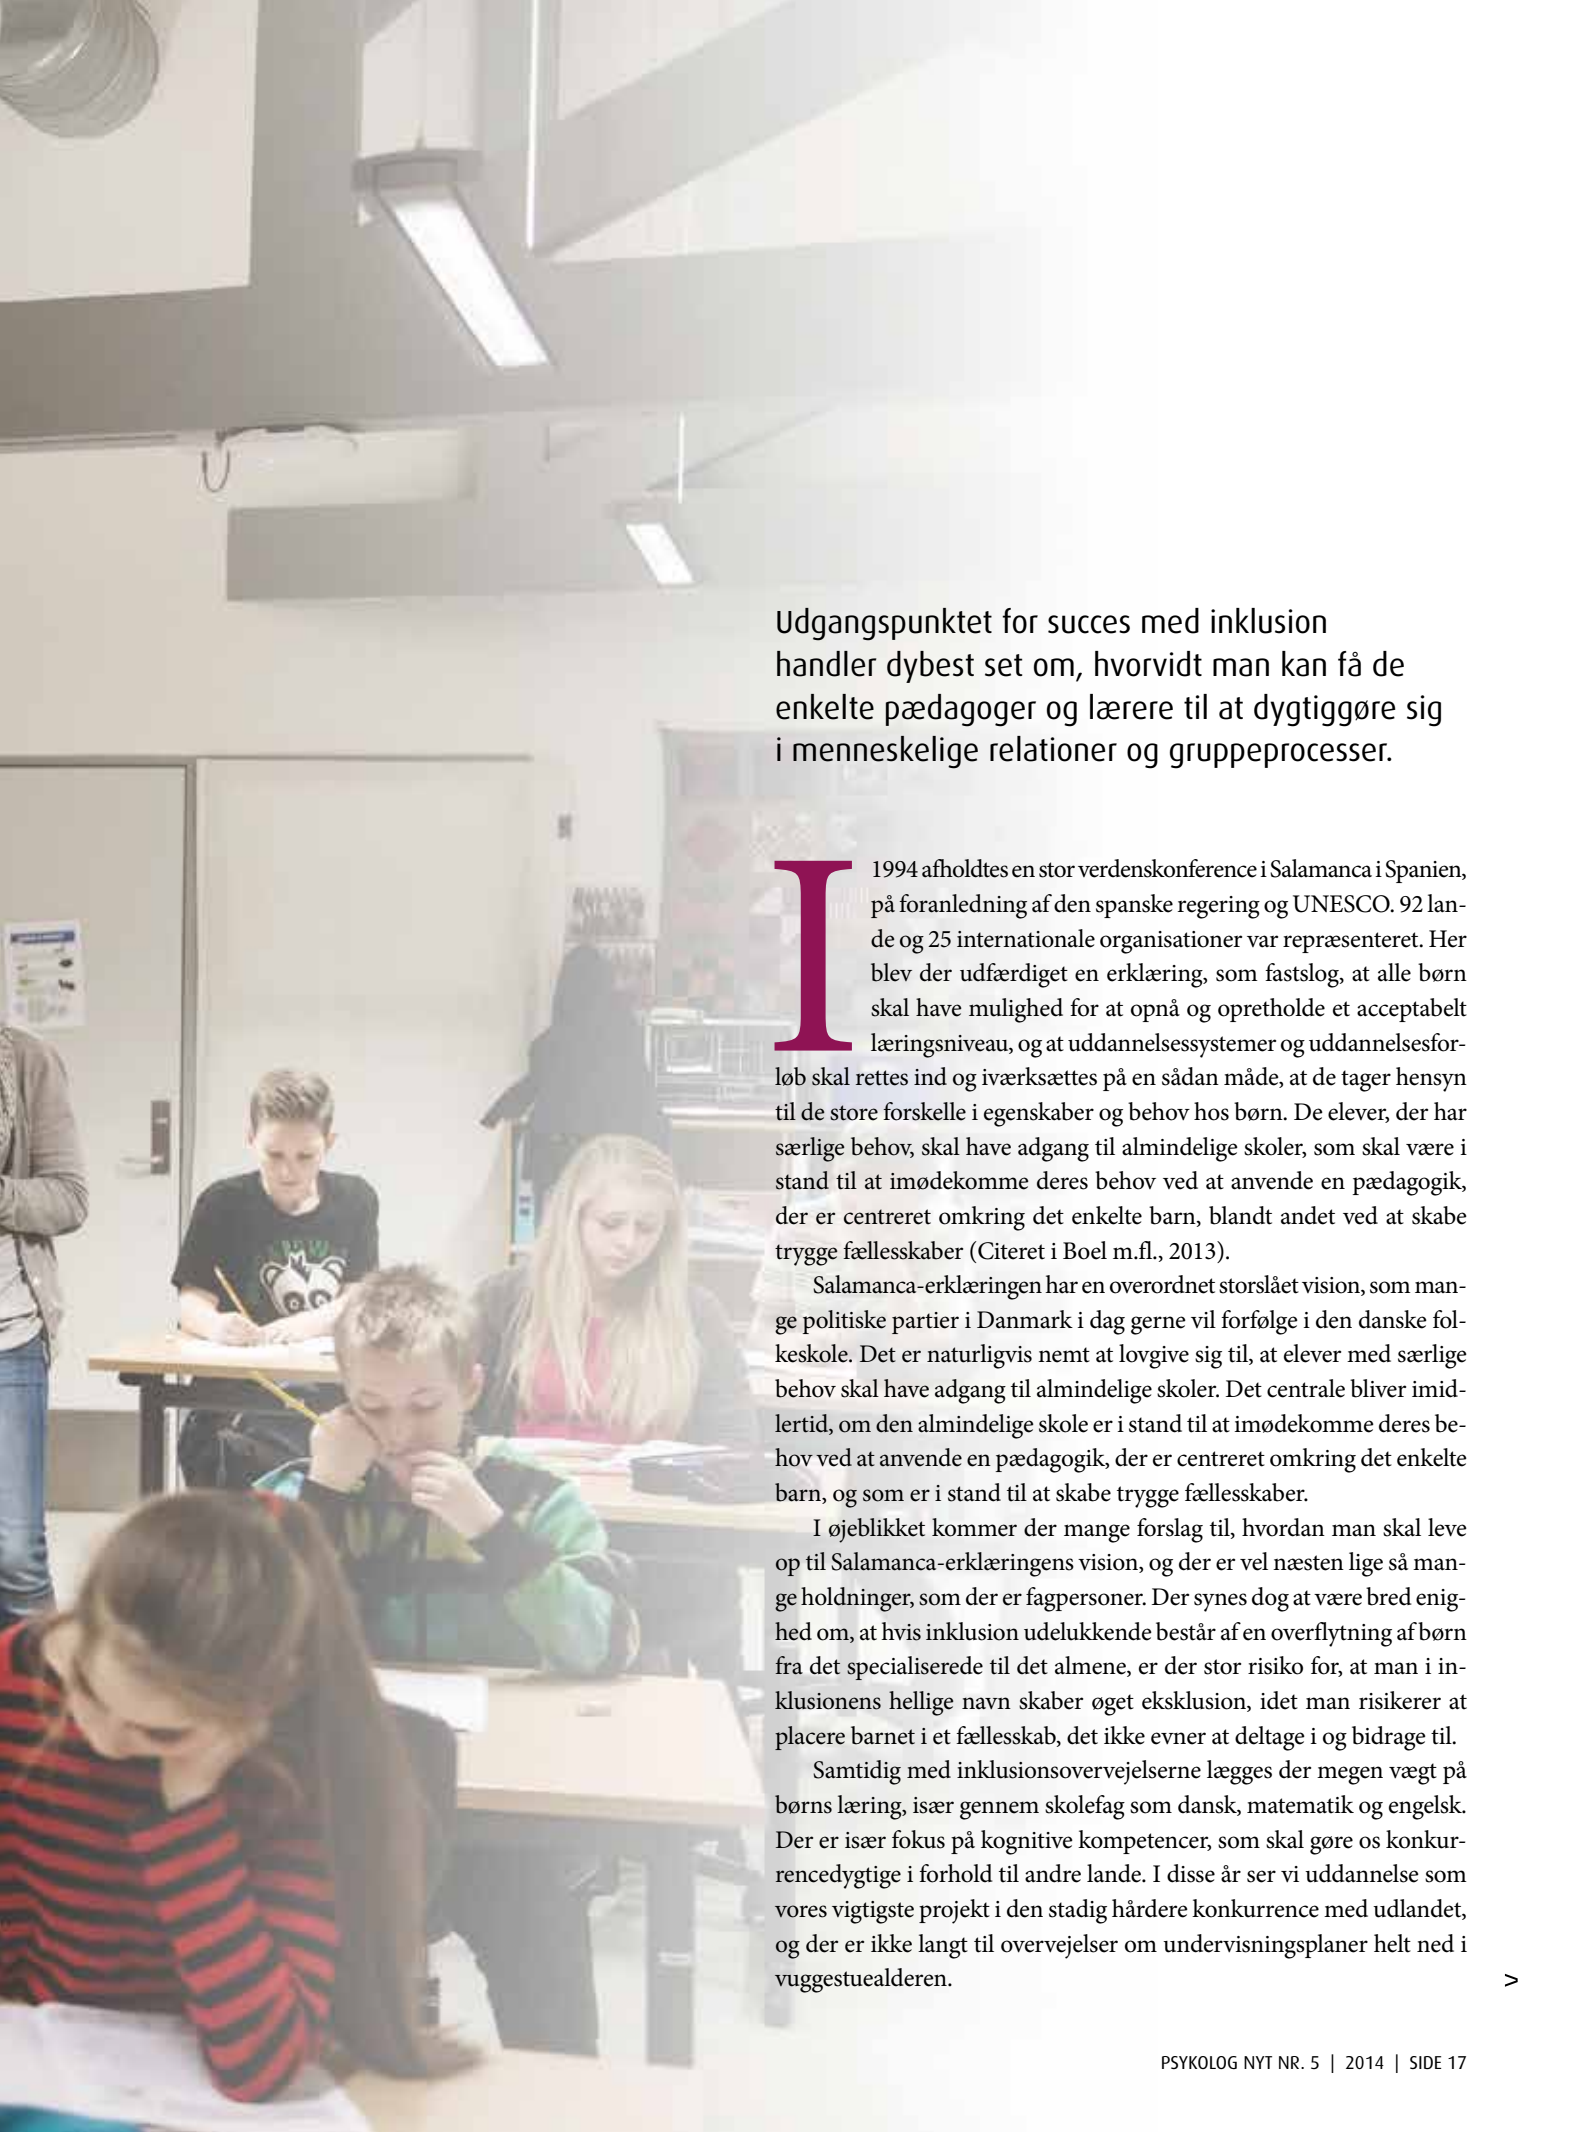 Udgangspunktet for succes med inklusion
handler dybest set om, hvorvidt man kan få de
enkelte pædagoger og lærere til at dygtiggøre sig
i menneskelige relationer og gruppeprocesser.
I 1994 afholdtes en stor verdenskonference i Salamanca i Spanien,
på foranledning af den spanske regering og UNESCO. 92 lan-
de og 25 internationale organisationer var repræsenteret. Her
blev der udfærdiget en erklæring, som fastslog, at alle børn
skal have mulighed for at opnå og opretholde et acceptabelt
læringsniveau, og at uddannelsessystemer og uddannelsesfor-
løb skal rettes ind og iværksættes på en sådan måde, at de tager hensyn
til de store forskelle i egenskaber og behov hos børn. De elever, der har
særlige behov, skal have adgang til almindelige skoler, som skal være i
stand til at imødekomme deres behov ved at anvende en pædagogik,
der er centreret omkring det enkelte barn, blandt andet ved at skabe
trygge fællesskaber (Citeret i Boel m.fl., 2013).
Salamanca-erklæringen har en overordnet storslået vision, som man-
ge politiske partier i Danmark i dag gerne vil forfølge i den danske fol-
keskole. Det er naturligvis nemt at lovgive sig til, at elever med særlige
behov skal have adgang til almindelige skoler. Det centrale bliver imid-
lertid, om den almindelige skole er i stand til at imødekomme deres be-
hov ved at anvende en pædagogik, der er centreret omkring det enkelte
barn, og som er i stand til at skabe trygge fællesskaber.
I øjeblikket kommer der mange forslag til, hvordan man skal leve
op til Salamanca-erklæringens vision, og der er vel næsten lige så man-
ge holdninger, som der er fagpersoner. Der synes dog at være bred enig-
hed om, at hvis inklusion udelukkende består af en overflytning af børn
fra det specialiserede til det almene, er der stor risiko for, at man i in-
klusionens hellige navn skaber øget eksklusion, idet man risikerer at
placere barnet i et fællesskab, det ikke evner at deltage i og bidrage til.
Samtidig med inklusionsovervejelserne lægges der megen vægt på
børns læring, især gennem skolefag som dansk, matematik og engelsk.
Der er især fokus på kognitive kompetencer, som skal gøre os konkur-
rencedygtige i forhold til andre lande. I disse år ser vi uddannelse som
vores vigtigste projekt i den stadig hårdere konkurrence med udlandet,
og der er ikke langt til overvejelser om undervisningsplaner helt ned i
vuggestuealderen. >
PSYKOLOG NYT NR. 5 | 2014 | SIDE 17